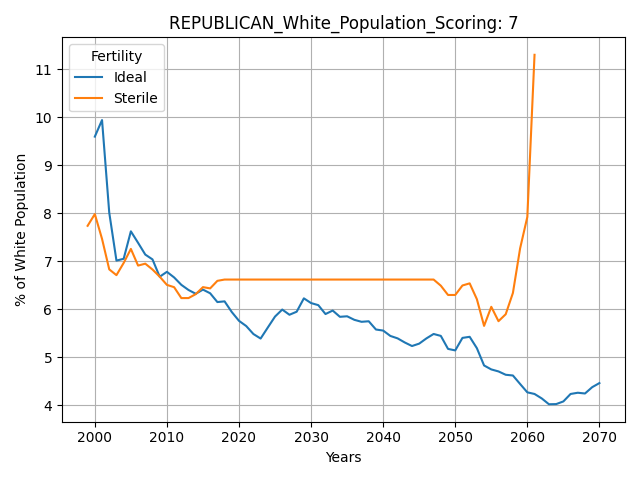 REPUBLICAN_White_Population_Scoring: 7
Fertility
Ideal
Sterile
11
10
9
8
7
6
5
4
% of White Population
2000 2010 2020 2030 2040 2050 2060 2070
Years